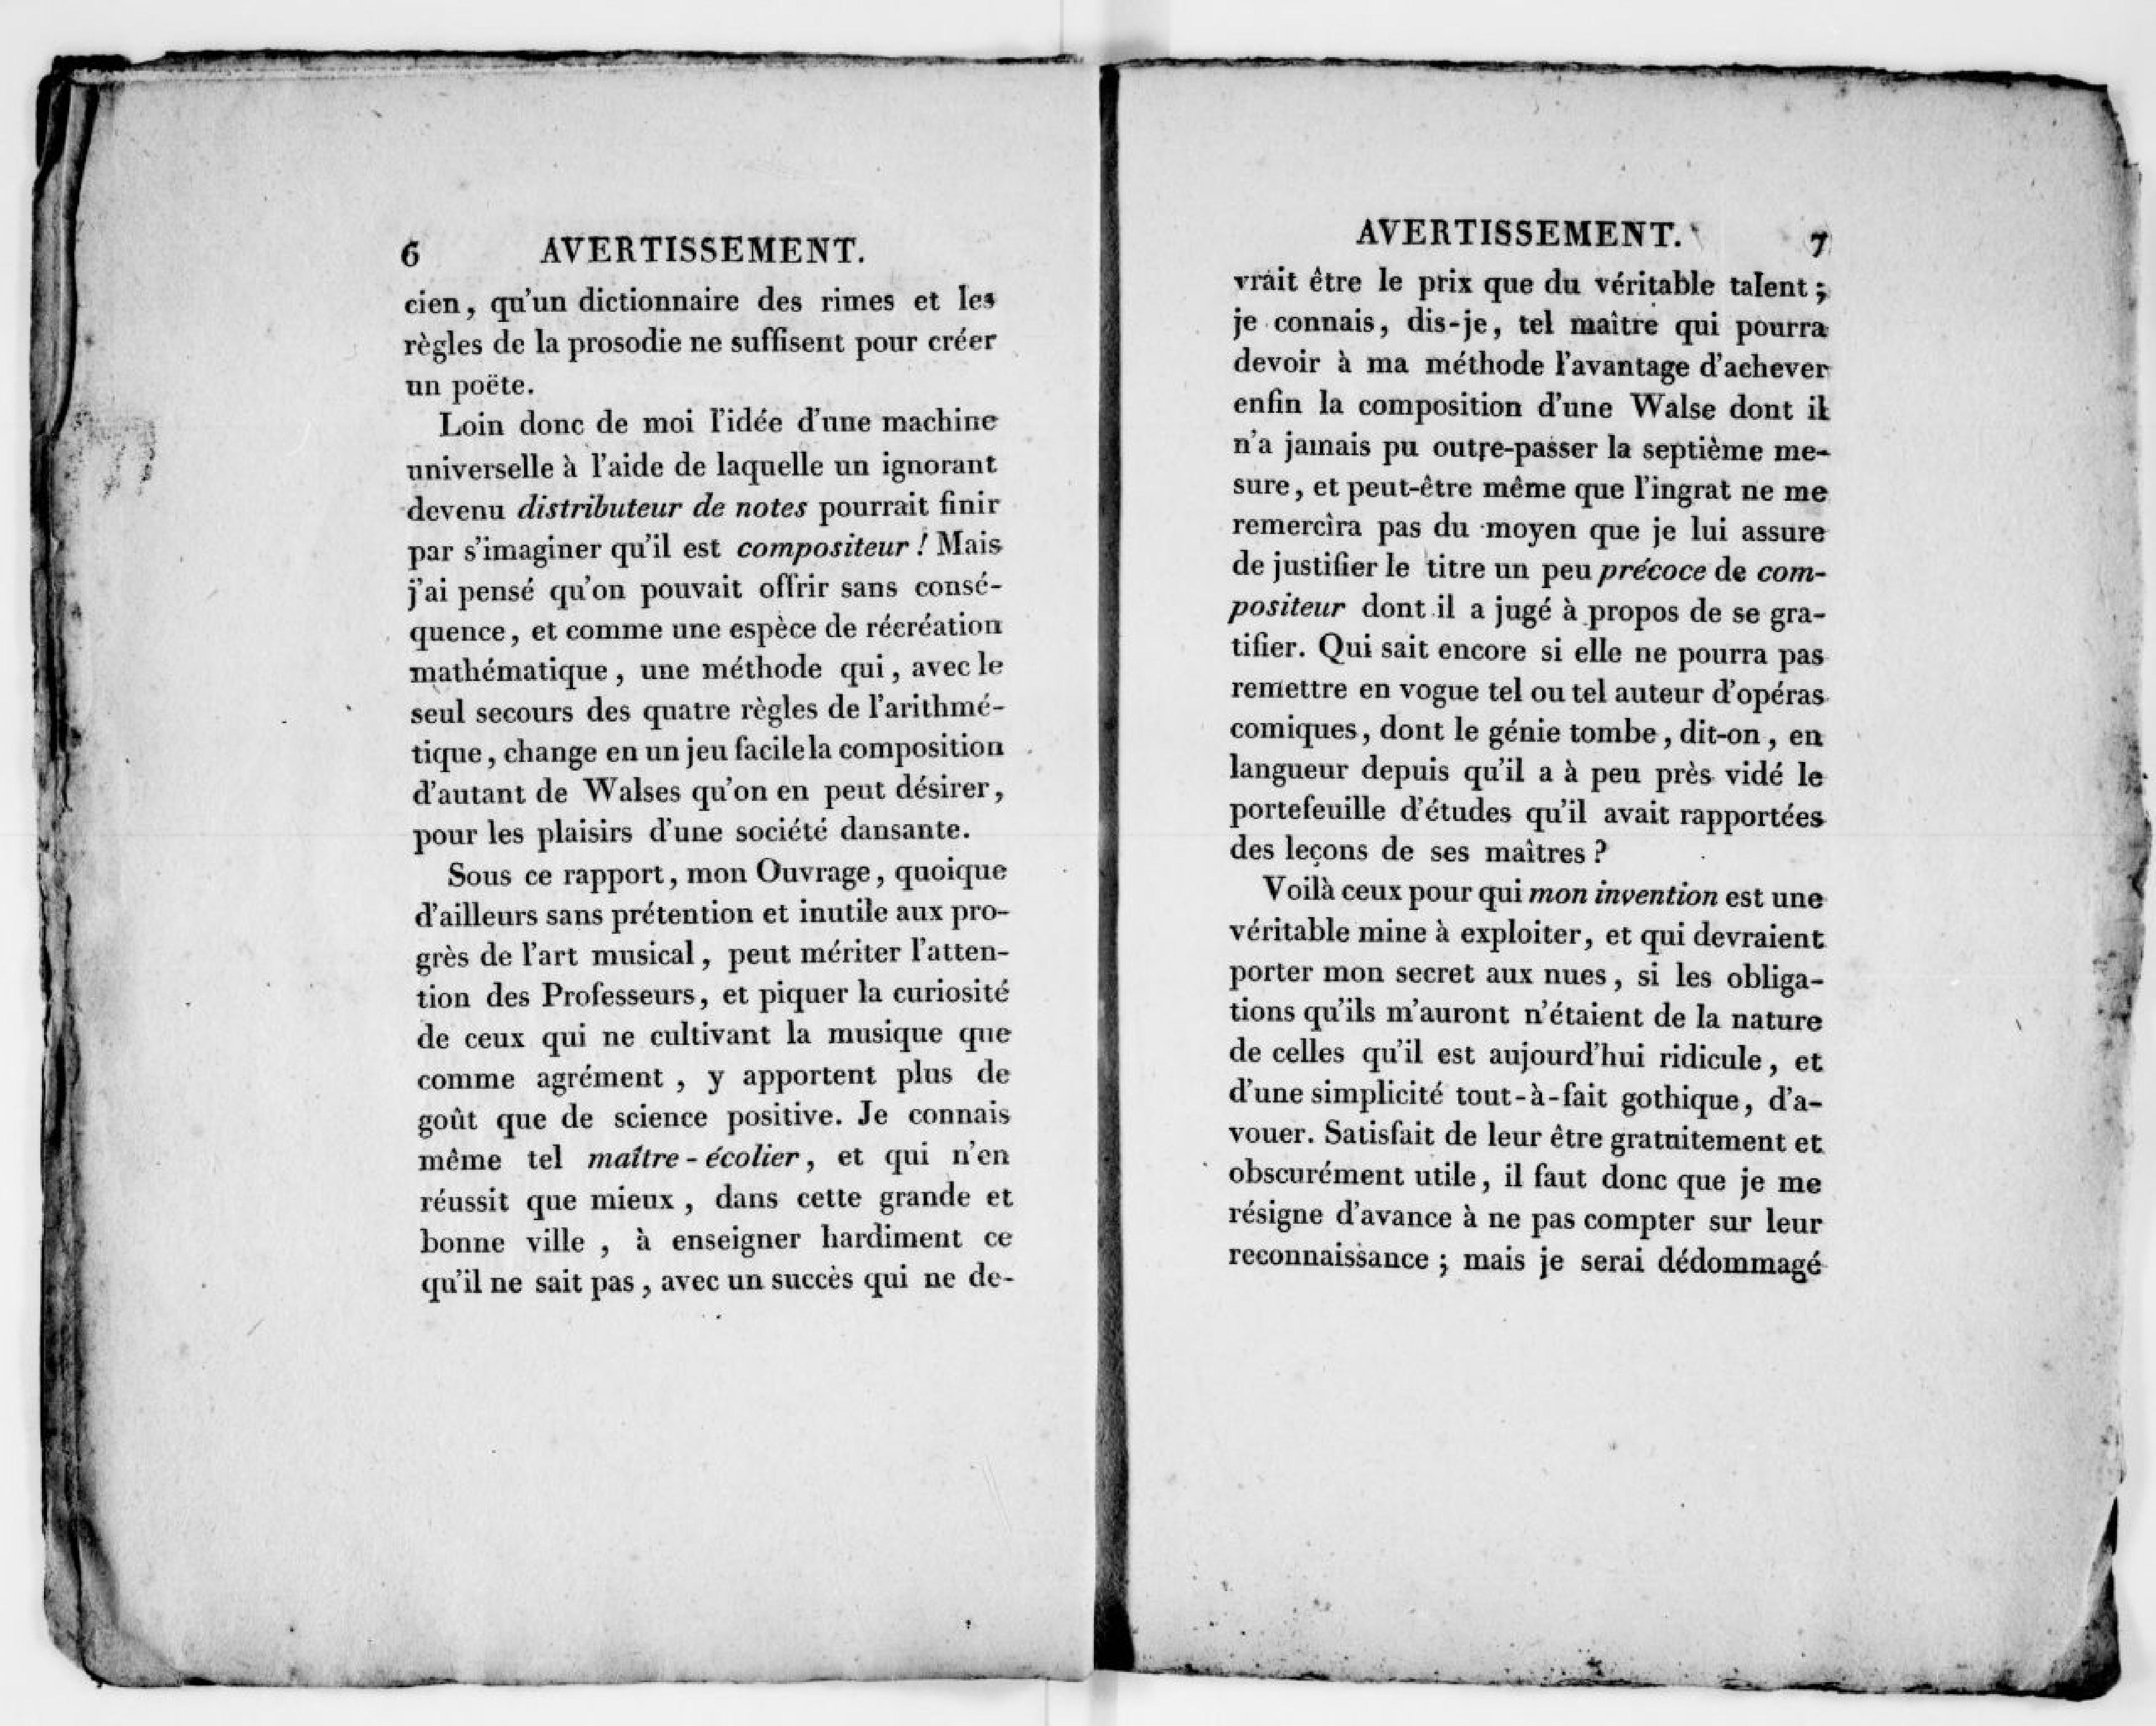 6 AVERTISSEMENT.
cien, qu'un dictionnaire des rimes et les
règles de la prosodie ne suffisent pour créer
un poëte.
Loin donc de moi l'idée d'une machine
universelle à l'aide de laquelle un ignorant
devenu distributeur de notes pourrait finir
par s'imaginer qu'il est compositeur ! Mais
j'ai pensé qu'on pouvait offrir sans consé-
quence, et comme une espèce de récréation
mathématique, une méthode qui, avec le
seul secours des quatre règles de l'arithmé-
tique, change en un jeu facile la composition
d'autant de Walses qu'on en peut désirer,
pour les plaisirs d'une société dansante.
Sous ce rapport, mon Ouvrage, quoique
d'ailleurs sans prétention et inutile aux pro-
grès de l'art musical, peut mériter l'atten-
tion des Professeurs, et piquer la curiosité
de ceux qui ne cultivant la musique que
comme agrément , y apportent plus de
goût que de science positive. Je connais
même tel maître - écolier, et qui n'en
réussit que mieux , dans cette grande et
bonne ville , à enseigner hardiment ce
qu'il ne sait pas , avec un succès qui ne de-
AVERTISSEMENT. 7
vrait être le prix que du véritable talent ;
je connais, dis-je, tel maître qui pourra
devoir à ma méthode l'avantage d'achever
enfin la composition d'une Walse dont il
n'a jamais pu outre-passer la septième me-
sure, et peut-être même que l'ingrat ne me
remercîra pas du moyen que je lui assure
de justifier le titre un peu précoce de com-
positeur dont il a jugé à propos de se gra-
tifier. Qui sait encore si elle ne pourra pas
remettre en vogue tel ou tel auteur d'opéras
comiques, dont le génie tombe, dit-on, en
langueur depuis qu'il a à peu près vidé le
portefeuille d'études qu'il avait rapportées
des leçons de ses maîtres ?
Voilà ceux pour qui mon invention est une
véritable mine à exploiter, et qui devraient
porter mon secret aux nues, si les obliga-
tions qu'ils m'auront n'étaient de la nature
de celles qu'il est aujourd'hui ridicule, et
d'une simplicité tout-à-fait gothique, d'a-
vouer. Satisfait de leur être gratuitement et
obscurément utile, il faut donc que je me
résigne d'avance à ne pas compter sur leur
reconnaissance ; mais je serai dédommagé